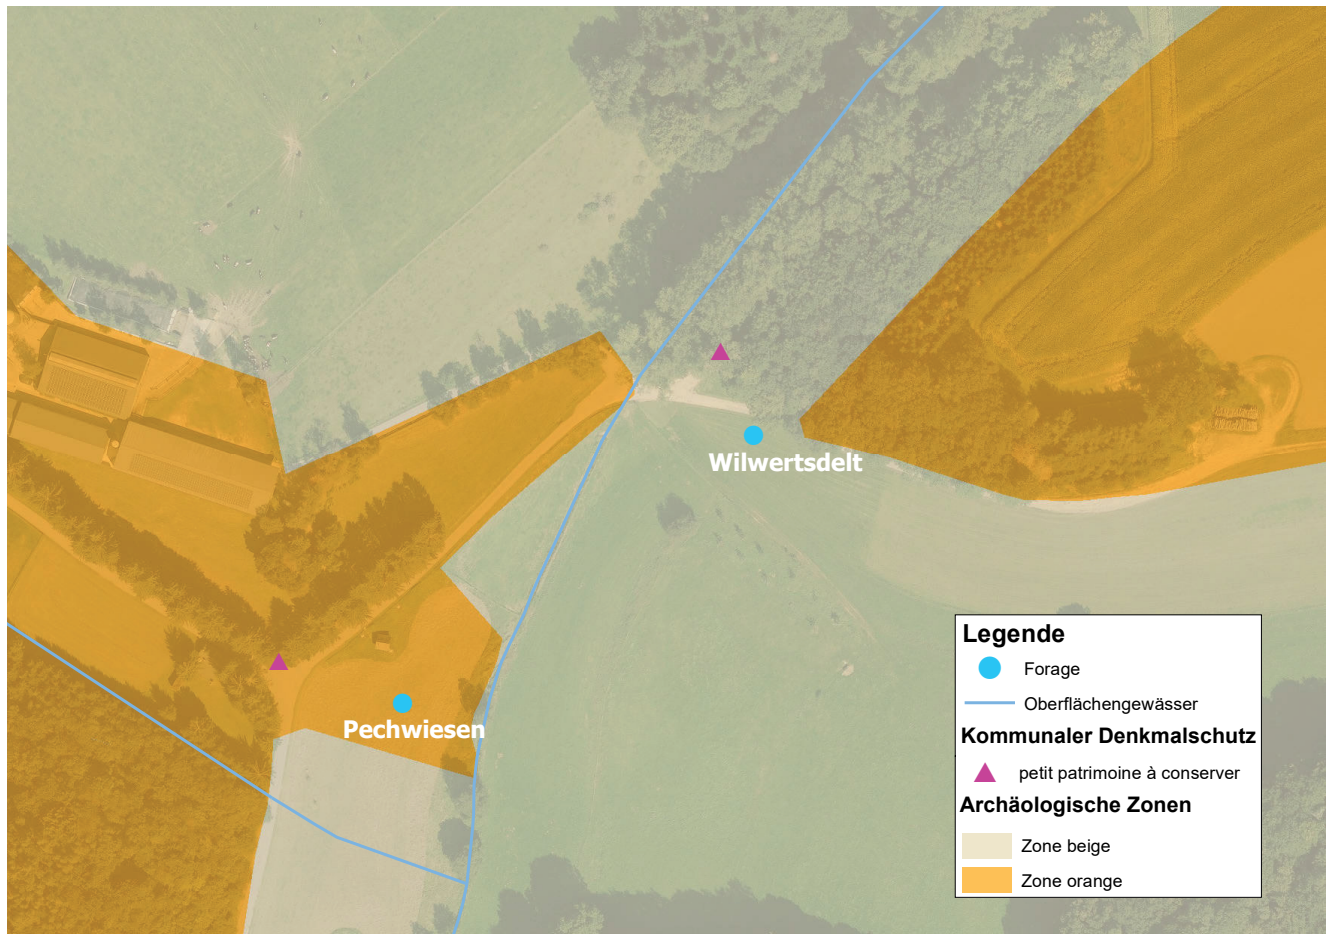 Wilwertsdelt
Pechwiesen
Legende
Forage
Oberflächengewässer
Kommunaler Denkmalschutz
petit patrimoine à conserver
Archäologische Zonen
Zone beige
Zone orange